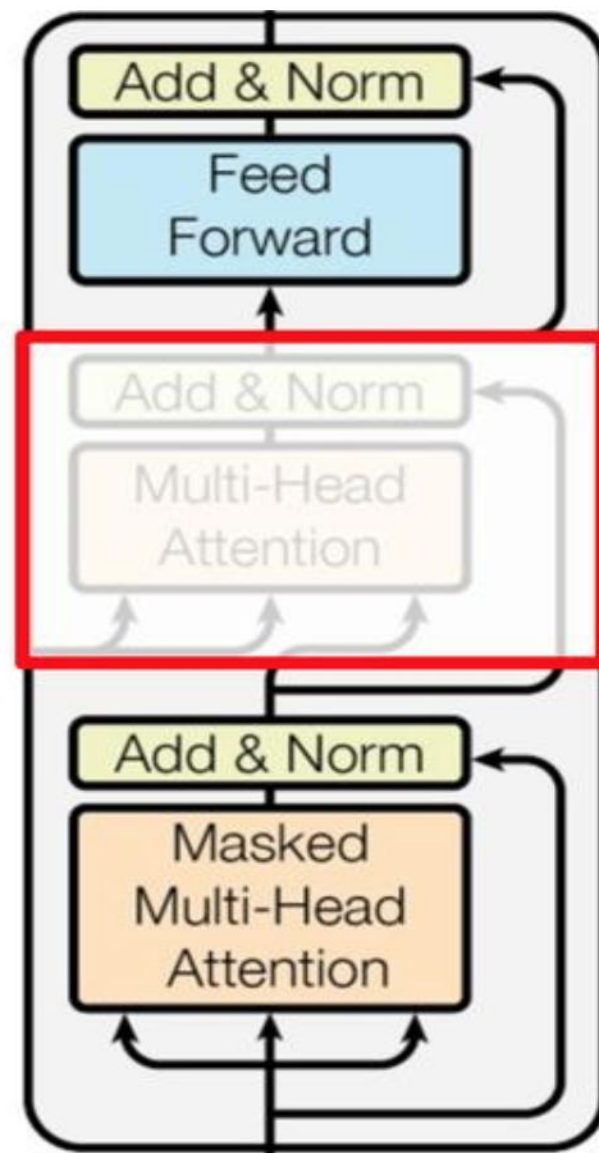 Add & Norm
Feed
Forward
Add & Norm
Multi-Head
Attention
Add & Norm
Masked
Multi-Head
Attention